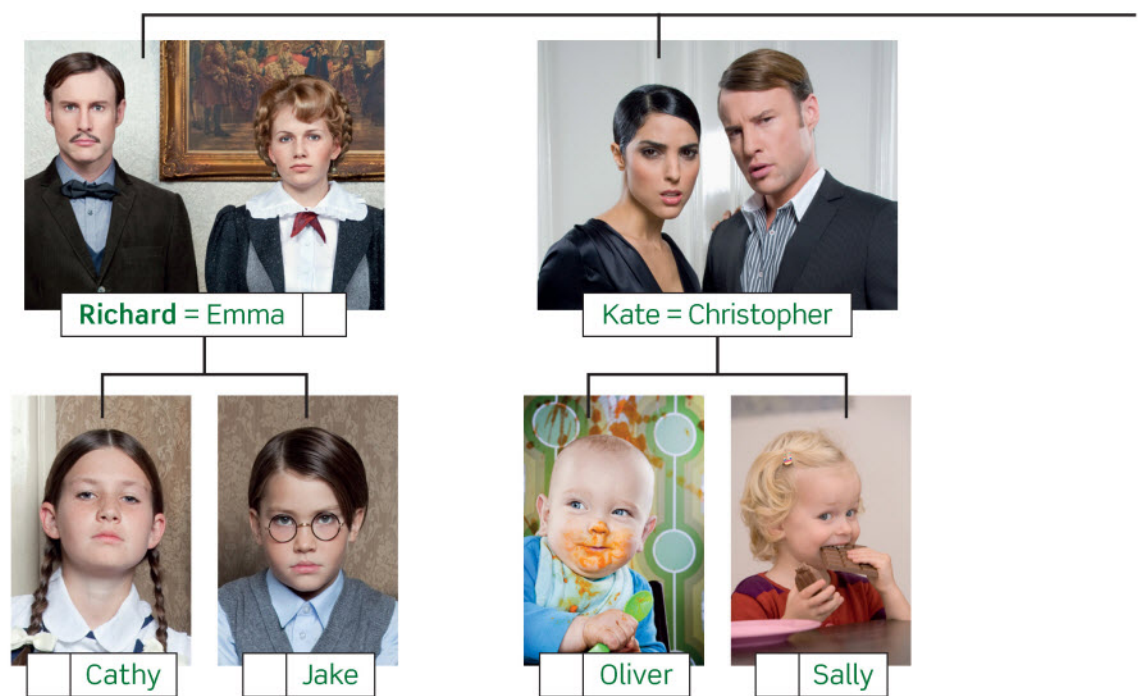 Richard = Emma
Kate = Christopher
Cathy
Jake
Oliver
Sally